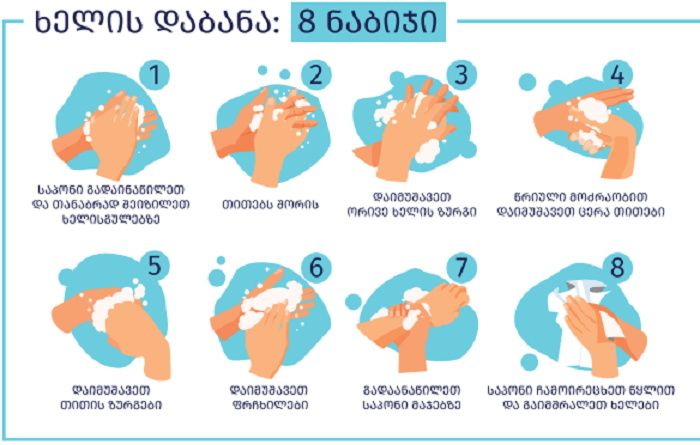 ხელის დაბანა: 8 ნაბიჯი
1
საპონი გადაინაწილეთ
და თანაბრად შეიზილეთ
ხელისგულებზე
2
თითებს შორის
3
დაიმუშავეთ
ორივე ხელის ზურგი
4
წრიული მოძრაობით
დაიმუშავეთ ცერა თითები
5
დაიმუშავეთ
თითის ზურგები
6
დაიმუშავეთ
ფრჩხილები
7
გადაანაწილეთ
საპონი მაჯებზე
8
საპონი ჩამოირეცხეთ წყლით
და გაიმშრალეთ ხელები